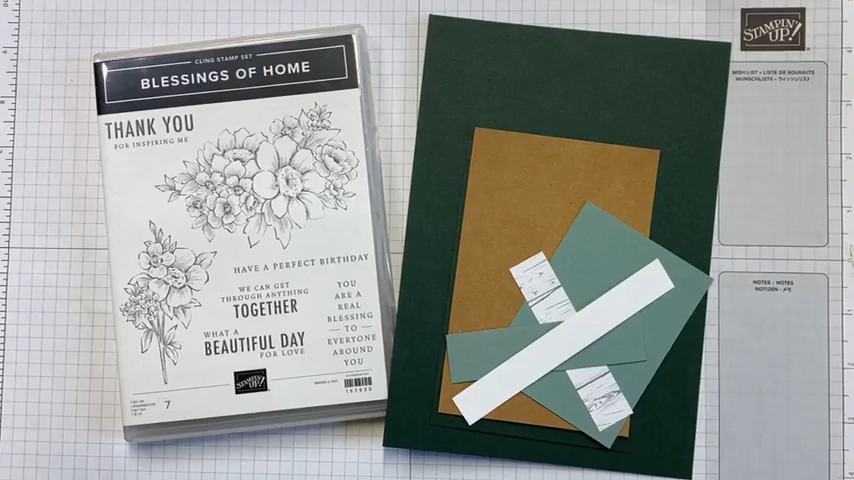 CLING STAMP SET
BLESSINGS OF HOME
THANK YOU
FOR INSPIRING ME
HAVE A PERFECT BIRTHDAY
WE CAN GET
THROUGH ANYTHING
TOGETHER
WHAT A
BEAUTIFUL DAY
FOR LOVE
YOU
ARE A
REAL
BLESSING
— TO —
EVERYONE
AROUND
YOU
STAMPIN' UP!
7
157930
STAMPIN' UP!
WISH LIST • LISTE DE SOUHAITS
WUNSCHLISTE • ウィッシュリスト
NOTES • NOTES
NOTIZEN • メモ